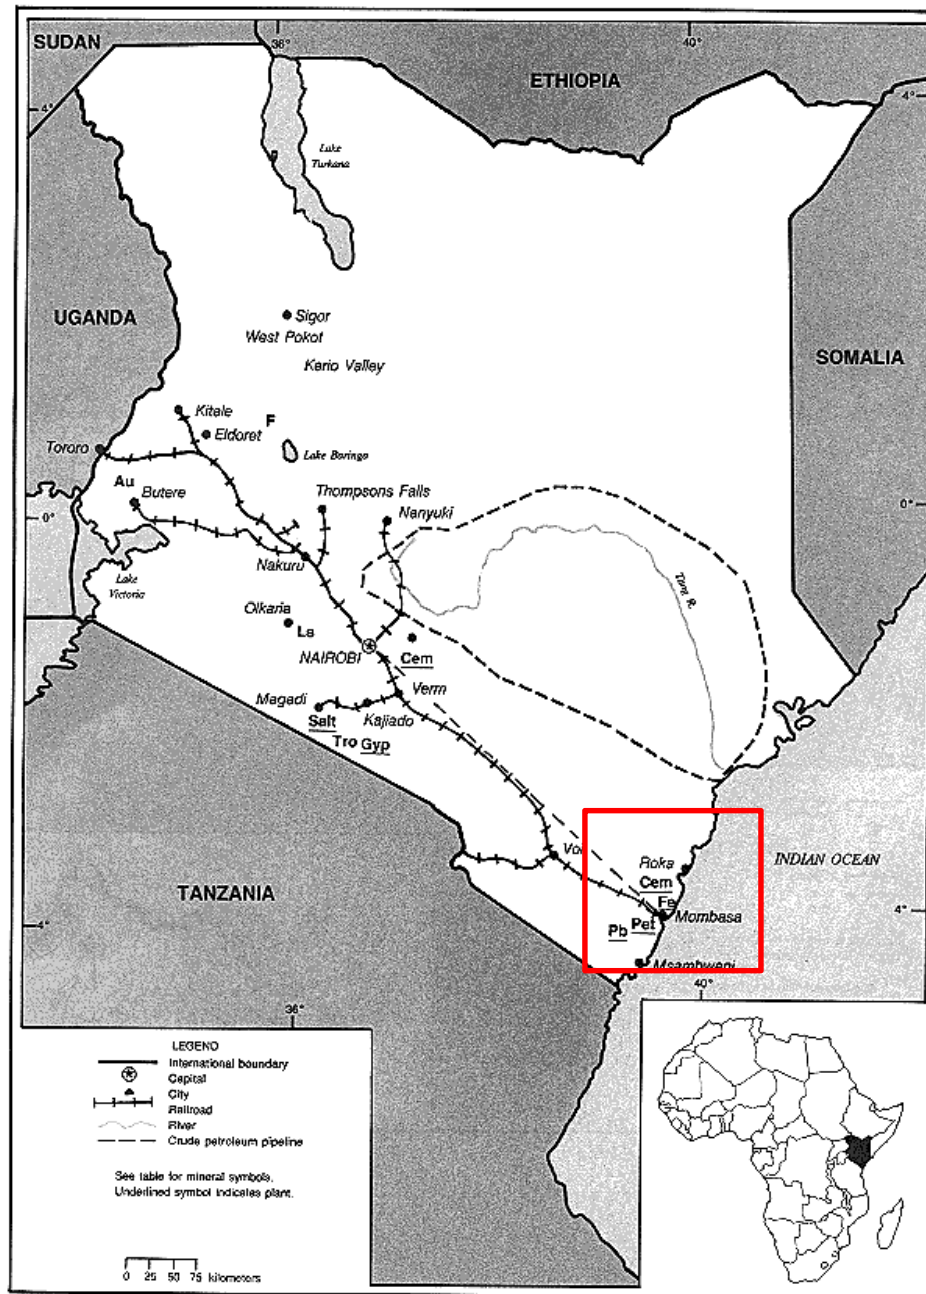 SUDAN
36°
40°
ETHIOPIA
4°
4°
Lake
Turkana
UGANDA
Sigor
West Pokot
Kerio Valley
SOMALIA
Kitale
F
Eldoret
Tororo
Lake Baringo
Au
Butere
Thompsons Falls
Nanyuki
0°
0°
Nakuru
Lake
Victoria
Tana R.
Olkaria
Ls
NAIROBI
Cem
Magadi
Verm
Salt
Kajiado
Tro Gyp
Voi
Roka
INDIAN OCEAN
Cem
TANZANIA
Fe
Mombasa
4°
4°
Pb Pet
Msambweni
36°
40°
LEGEND
International boundary
Capital
City
Railroad
River
Crude petroleum pipeline
See table for mineral symbols.
Underlined symbol indicates plant.
0 25 50 75 kilometers